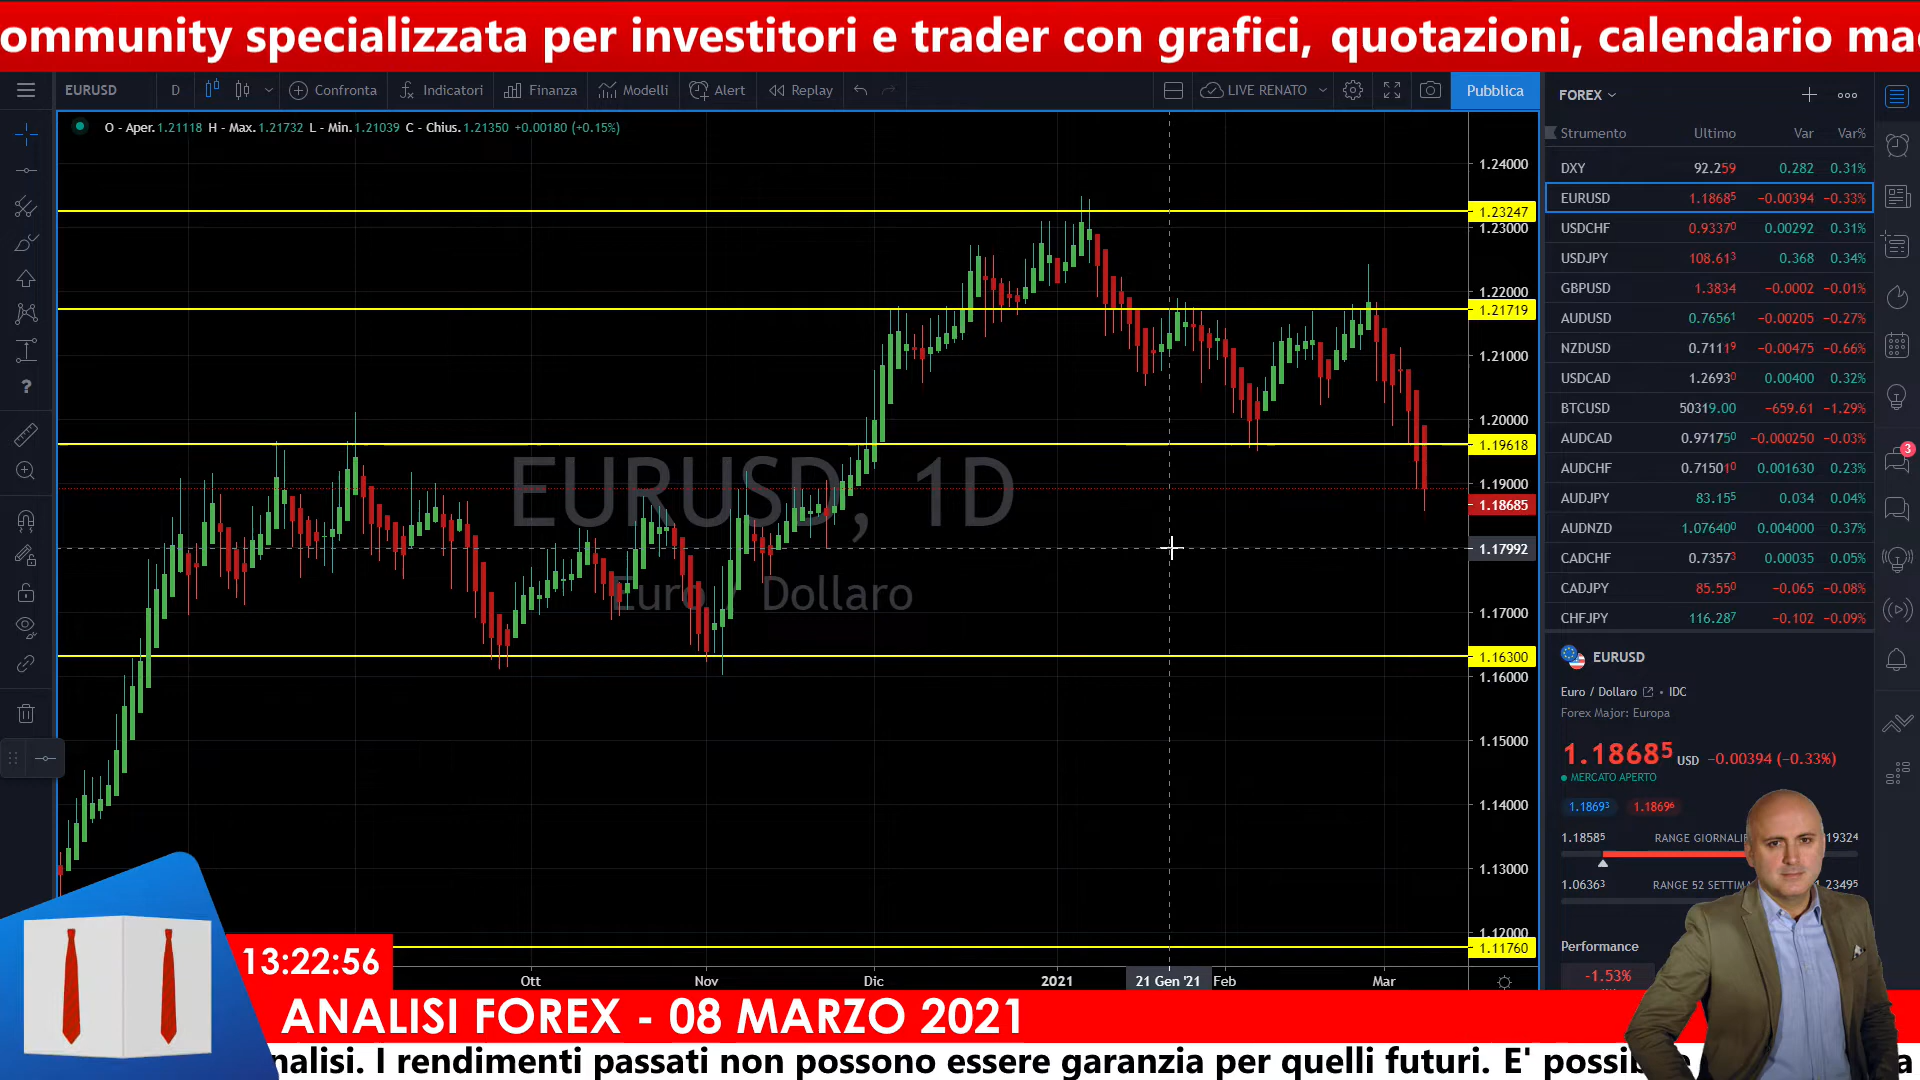 ommunity specializzata per investitori e trader con grafici, quotazioni, calendario ma
EURUSD D Confronta Indicatori Finanza Modelli Alert Replay LIVE RENATO Pubblica
O - Aper.1.21118 H - Max.1.21732 L - Min.1.21039 C - Chius.1.21350 +0.00180 (+0.15%)
1.24000
1.23247
1.23000
1.22000
1.21719
1.21000
1.20000
1.19618
1.19000
1.18685
1.17992
1.17000
1.16300
1.16000
1.15000
1.14000
1.13000
1.12000
1.11760
EURUSD, 1D
Euro / Dollaro
Ott Nov Dic 2021 21 Gen '21 Feb Mar
FOREX
Strumento Ultimo Var Var%
DXY 92.259 0.282 0.31%
EURUSD 1.18685 −0.00394 −0.33%
USDCHF 0.93370 0.00292 0.31%
USDJPY 108.613 0.368 0.34%
GBPUSD 1.3834 −0.0002 −0.01%
AUDUSD 0.76561 −0.00205 −0.27%
NZDUSD 0.71119 −0.00475 −0.66%
USDCAD 1.26930 0.00400 0.32%
BTCUSD 50319.00 −659.61 −1.29%
AUDCAD 0.971750 −0.000250 −0.03%
AUDCHF 0.715010 0.001630 0.23%
AUDJPY 83.155 0.034 0.04%
AUDNZD 1.076400 0.004000 0.37%
CADCHF 0.73573 0.00035 0.05%
CADJPY 85.550 −0.065 −0.08%
CHFJPY 116.287 −0.102 −0.09%
3
EURUSD
Euro / Dollaro • IDC
Forex Major: Europa
1.18685 USD −0.00394 (−0.33%)
MERCATO APERTO
1.18693 1.18696
1.18585 RANGE GIORNALI 19324
1.06363 RANGE 52 SETTIM 1.23495
Performance
-1.53%
13:22:56
ANALISI FOREX - 08 MARZO 2021
nalisi. I rendimenti passati non possono essere garanzia per quelli futuri. E' possib